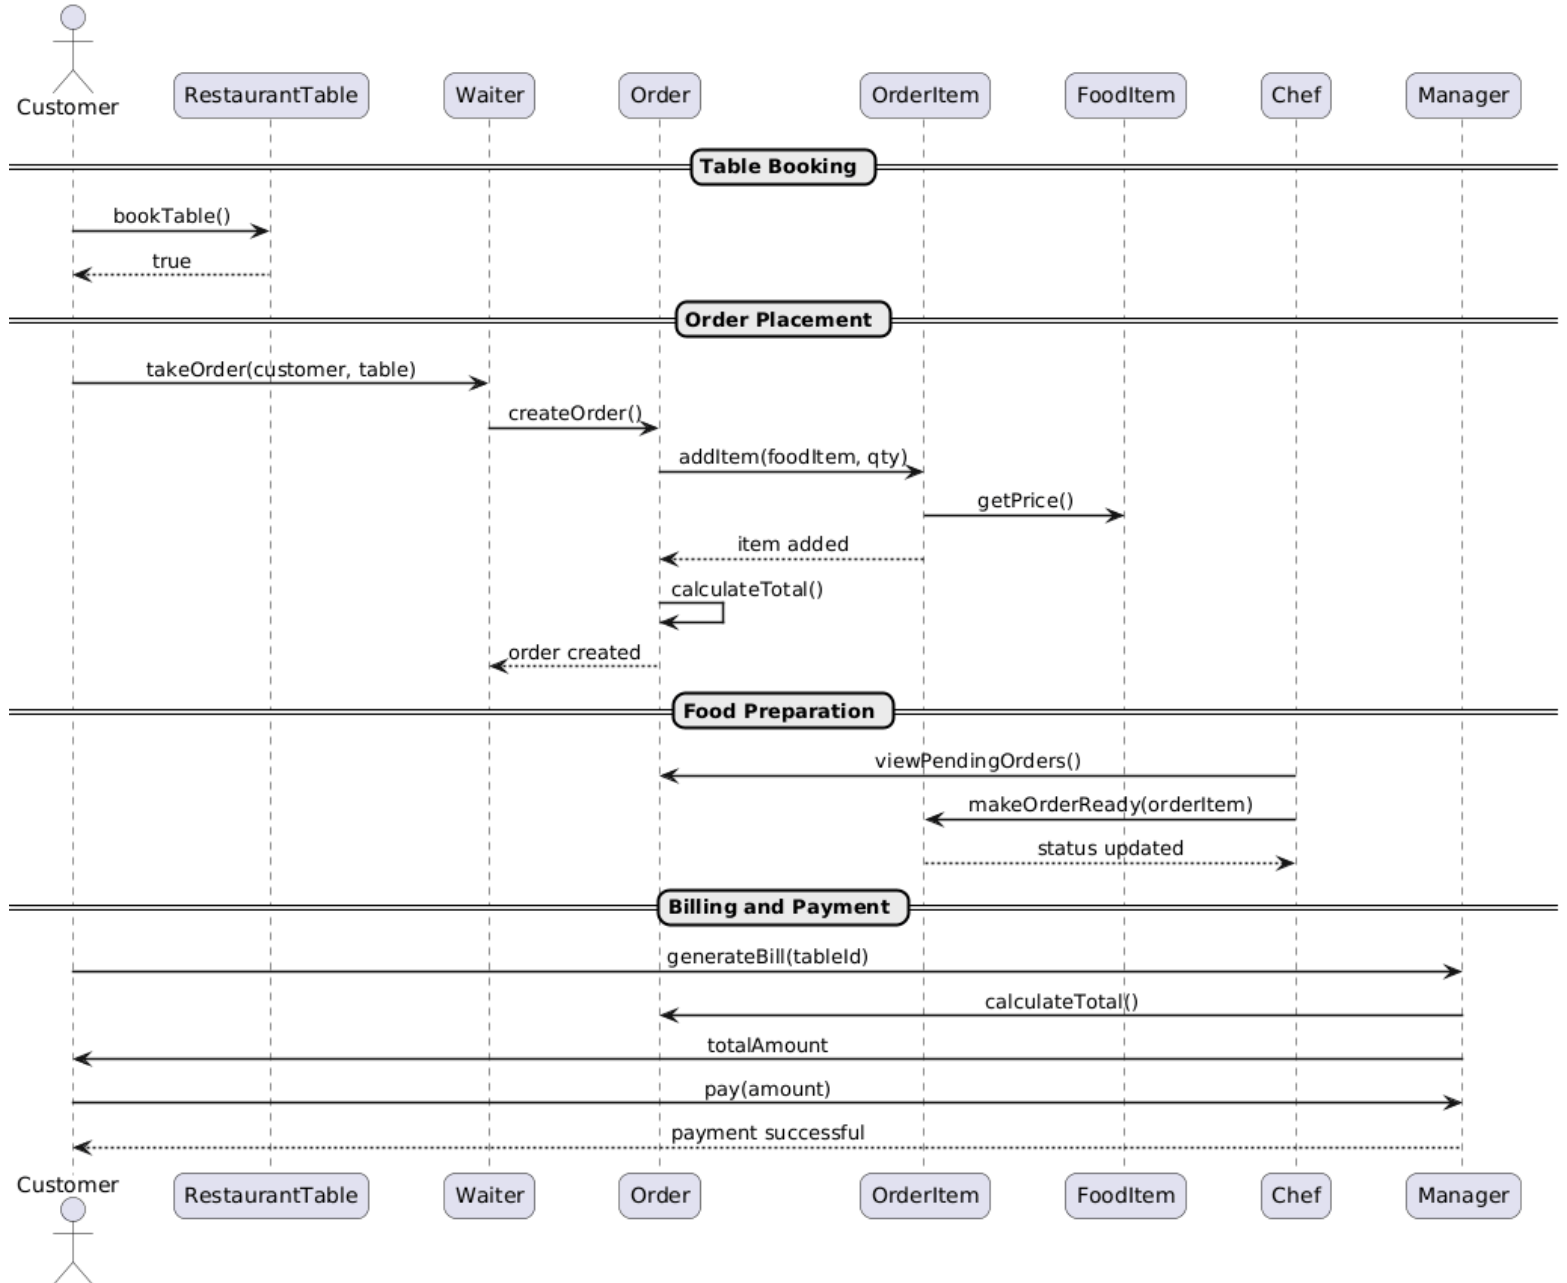 Customer
RestaurantTable
Waiter
Order
OrderItem
FoodItem
Chef
Manager
Table Booking
bookTable()
true
Order Placement
takeOrder(customer, table)
createOrder()
addItem(foodItem, qty)
getPrice()
item added
calculateTotal()
order created
Food Preparation
viewPendingOrders()
makeOrderReady(orderItem)
status updated
Billing and Payment
generateBill(tableId)
calculateTotal()
totalAmount
pay(amount)
payment successful
Customer
RestaurantTable
Waiter
Order
OrderItem
FoodItem
Chef
Manager